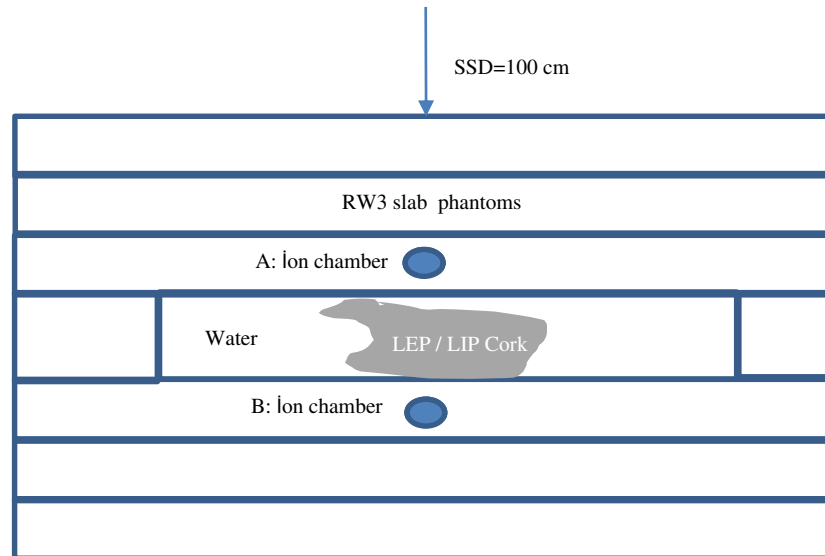 SSD=100 cm
RW3 slab phantoms
A: İon chamber
Water
LEP / LIP Cork
B: İon chamber